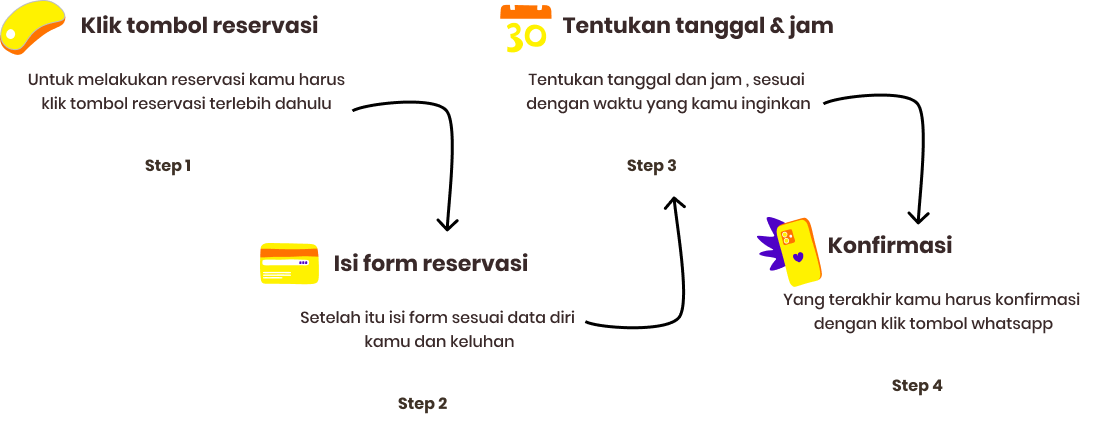 Klik tombol reservasi
Untuk melakukan reservasi kamu harus
klik tombol reservasi terlebih dahulu
Step 1
Isi form reservasi
Setelah itu isi form sesuai data diri
kamu dan keluhan
Step 2
30
Tentukan tanggal & jam
Tentukan tanggal dan jam , sesuai
dengan waktu yang kamu inginkan
Step 3
Konfirmasi
Yang terakhir kamu harus konfirmasi
dengan klik tombol whatsapp
Step 4